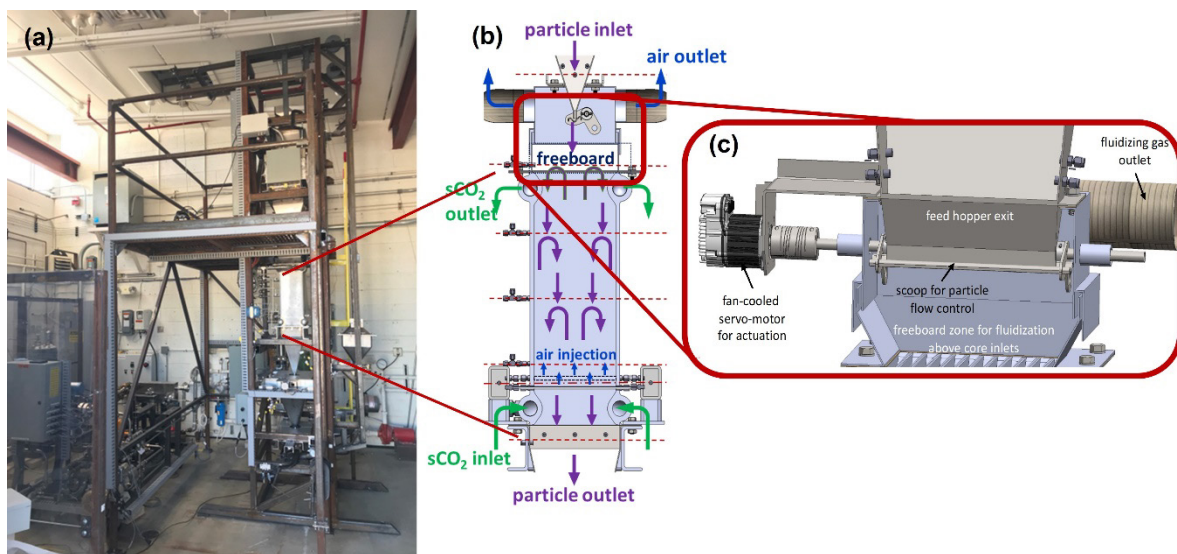 (a)
(b)
particle inlet
air outlet
freeboard
sCO₂
outlet
air injection
sCO₂ inlet
particle outlet
(c)
fluidizing gas
outlet
feed hopper exit
scoop for particle
flow control
fan-cooled
servo-motor
for actuation
freeboard zone for fluidization
above core inlets